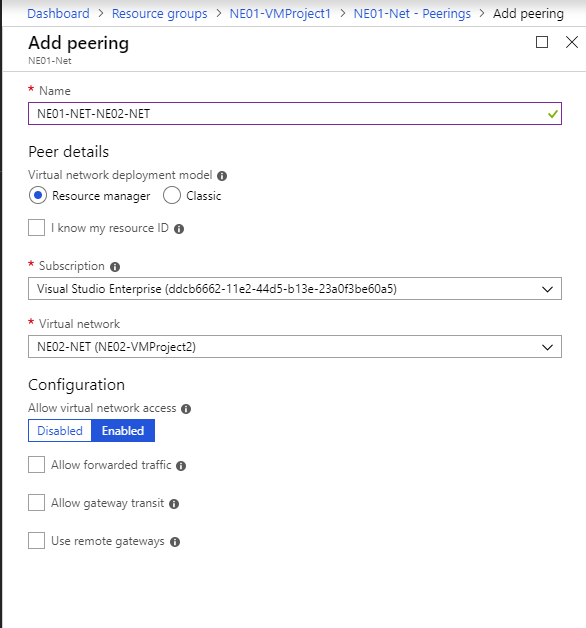 Dashboard > Resource groups > NE01-VMProject1 > NE01-Net - Peerings > Add peering
Add peering
NE01-Net
* Name
NE01-NET-NE02-NET
Peer details
Virtual network deployment model
Resource manager Classic
I know my resource ID
* Subscription
Visual Studio Enterprise (ddcb6662-11e2-44d5-b13e-23a0f3be60a5)
* Virtual network
NE02-NET (NE02-VMProject2)
Configuration
Allow virtual network access
Disabled Enabled
Allow forwarded traffic
Allow gateway transit
Use remote gateways